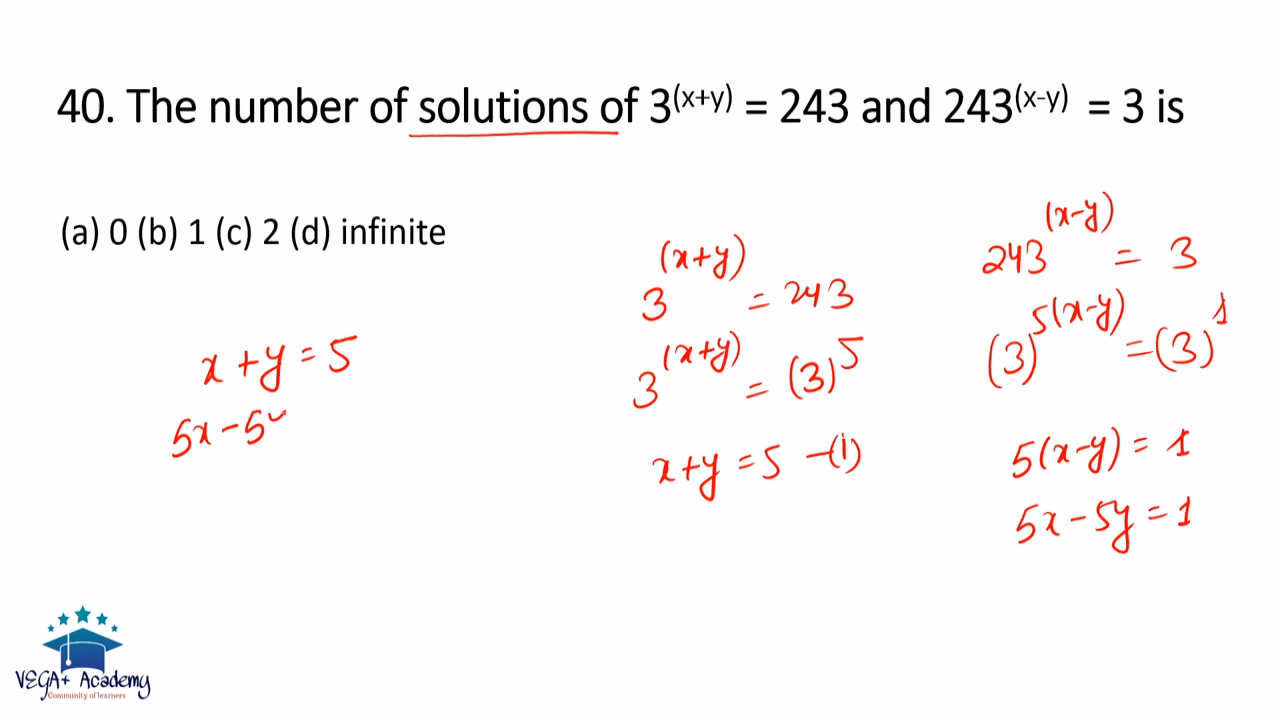 40. The number of solutions of 3^(x+y) = 243 and 243^(x-y) = 3 is
(a) 0 (b) 1 (c) 2 (d) infinite
x + y = 5
5x - 5
3^(x+y) = 243
3^(x+y) = (3)^5
x+y = 5 -(1)
243^(x-y) = 3
(3)^5(x-y) = (3)^1
5(x-y) = 1
5x - 5y = 1
VEGA+ Academy
Community of learners